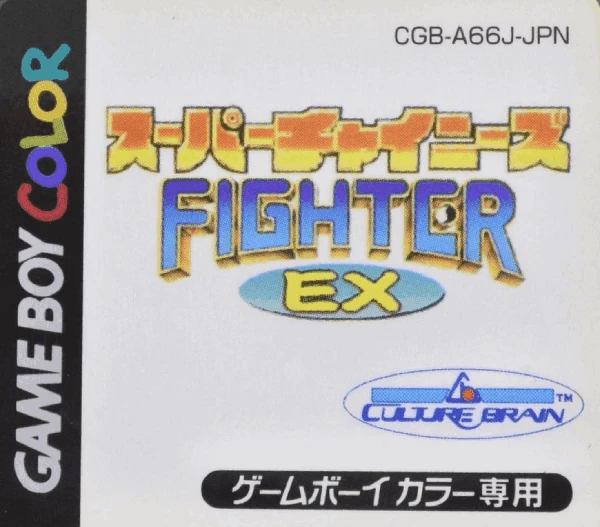 CGB-A66J-JPN
GAME BOY COLOR
スーパーチャイニーズ
FIGHTER
EX
CULTURE BRAIN
TM
ゲームボーイ カラー専用